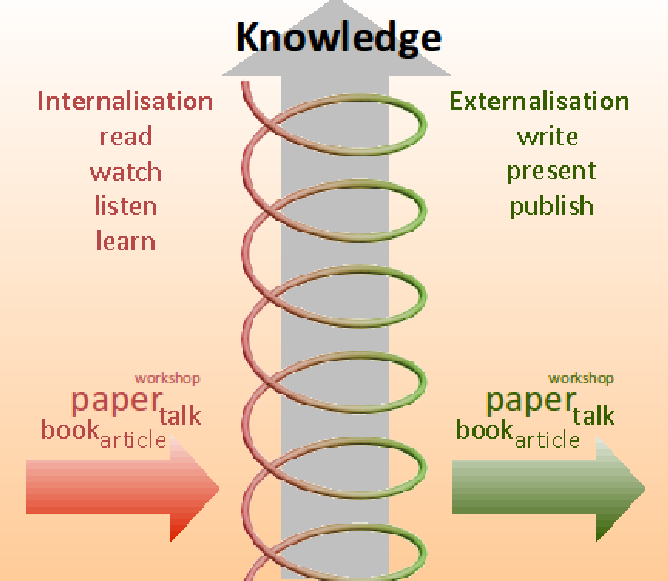 Knowledge
Internalisation
read
watch
listen
learn
Externalisation
write
present
publish
workshop
paper
talk
book
article
workshop
paper
talk
book
article